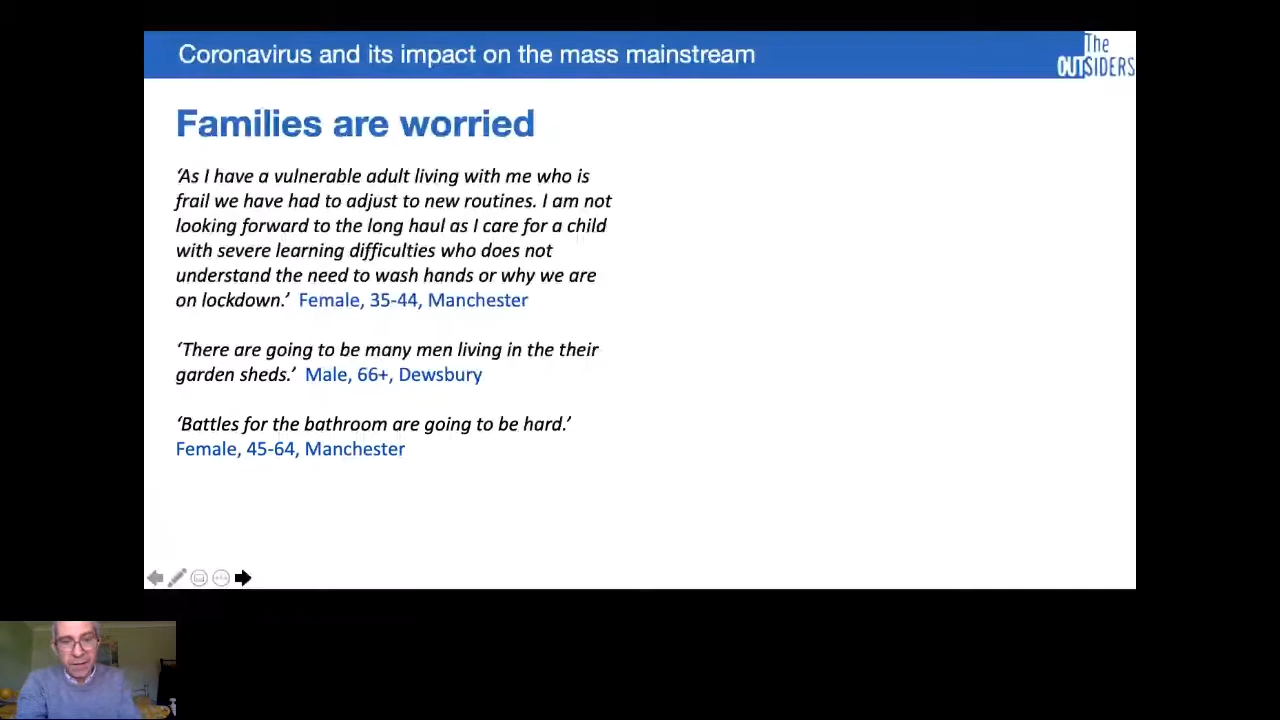 Coronavirus and its impact on the mass mainstream
The
OUTSIDERS
Families are worried
‘As I have a vulnerable adult living with me who is
frail we have had to adjust to new routines. I am not
looking forward to the long haul as I care for a child
with severe learning difficulties who does not
understand the need to wash hands or why we are
on lockdown.’ Female, 35-44, Manchester
‘There are going to be many men living in the their
garden sheds.’ Male, 66+, Dewsbury
‘Battles for the bathroom are going to be hard.’
Female, 45-64, Manchester